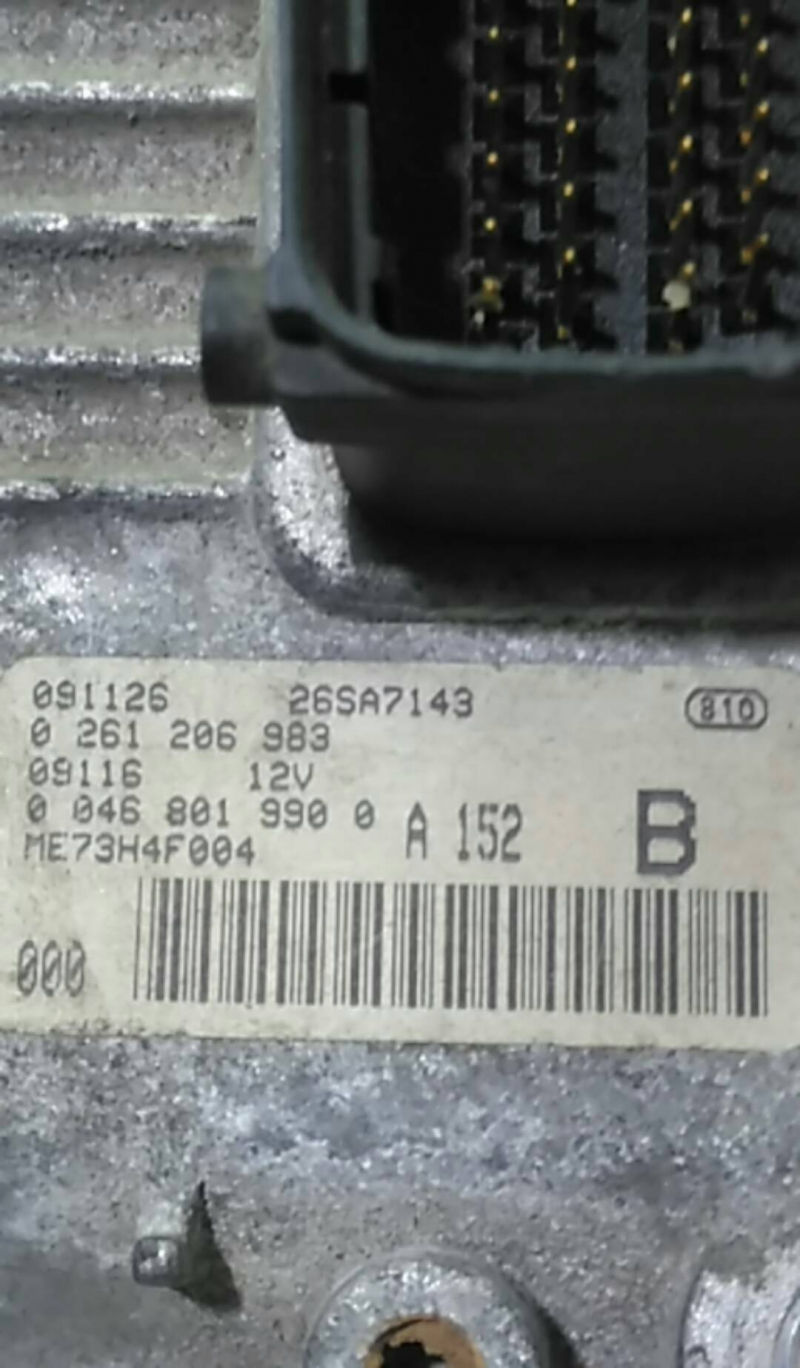 091126 26SA7143 810
0 261 206 983
09116 12V
0 046 801 990 0 A 152 B
ME73H4F004
000